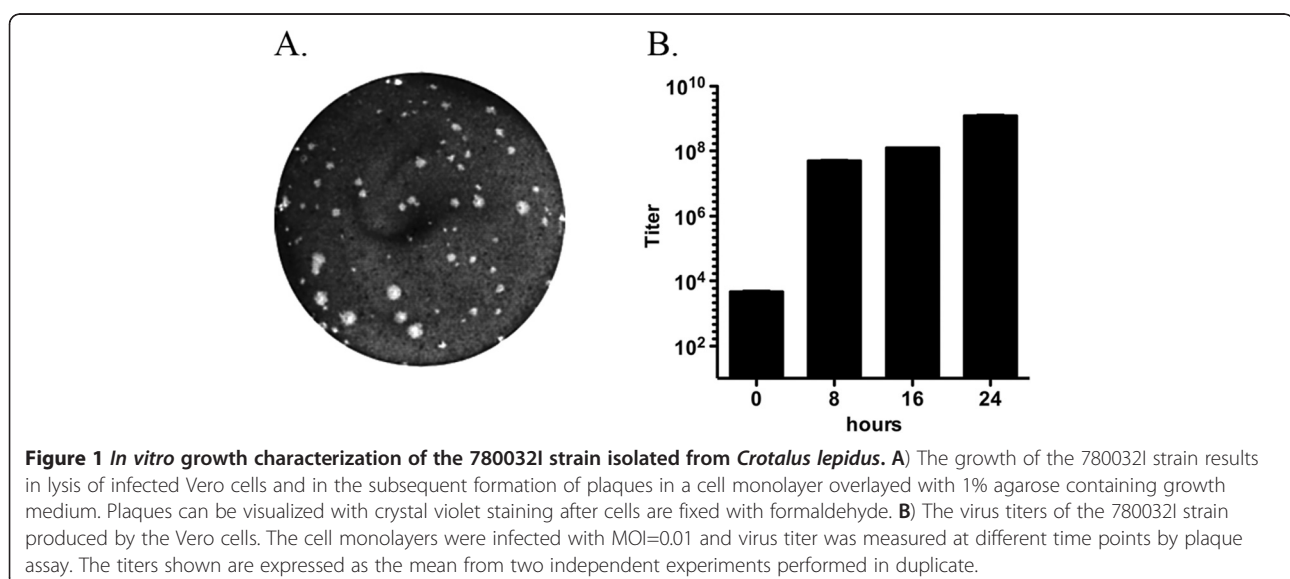 A.
B.
10^10
10^8
10^6
10^4
10^2
Titer
0 8 16 24
hours
Figure 1 In vitro growth characterization of the 780032I strain isolated from Crotalus lepidus. A) The growth of the 780032I strain results
in lysis of infected Vero cells and in the subsequent formation of plaques in a cell monolayer overlayed with 1% agarose containing growth
medium. Plaques can be visualized with crystal violet staining after cells are fixed with formaldehyde. B) The virus titers of the 780032I strain
produced by the Vero cells. The cell monolayers were infected with MOI=0.01 and virus titer was measured at different time points by plaque
assay. The titers shown are expressed as the mean from two independent experiments performed in duplicate.